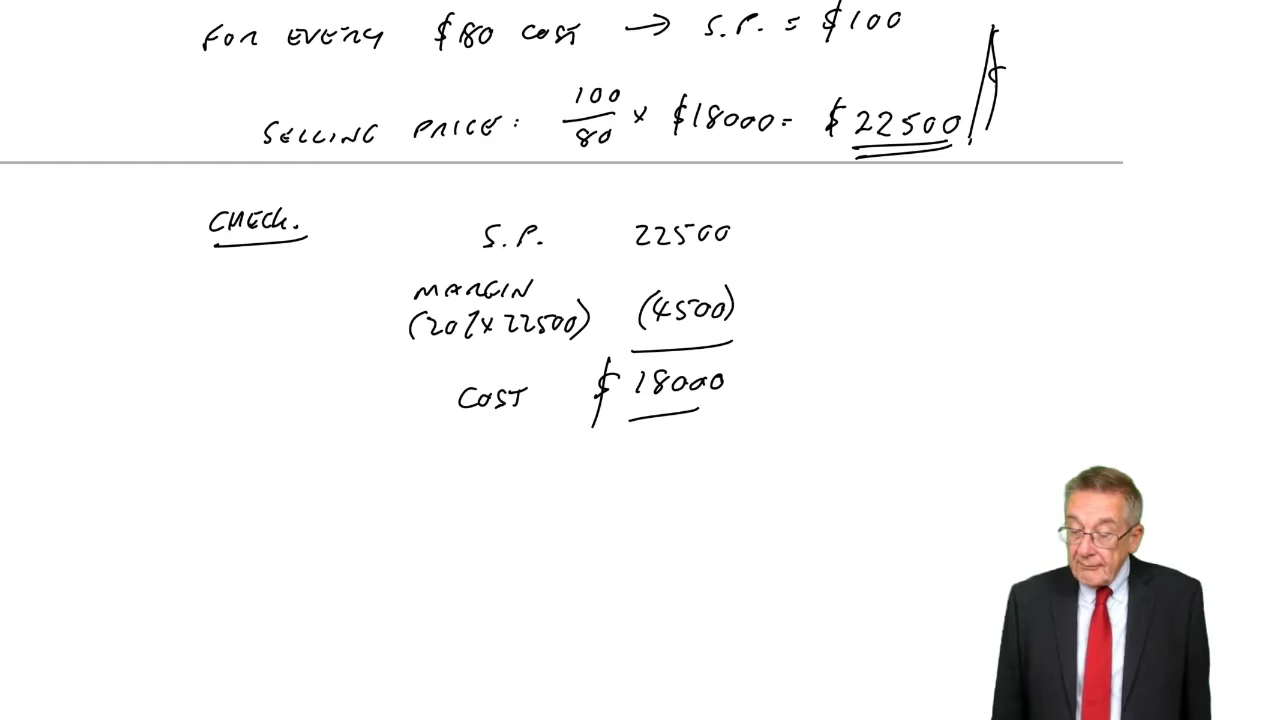 FOR EVERY $80 COST → S.P. = $100
SELLING PRICE: 100/80 × $18000 = $22500
CHECK.
S.P. 22500
MARGIN
(20% × 22500) (4500)
COST $18000